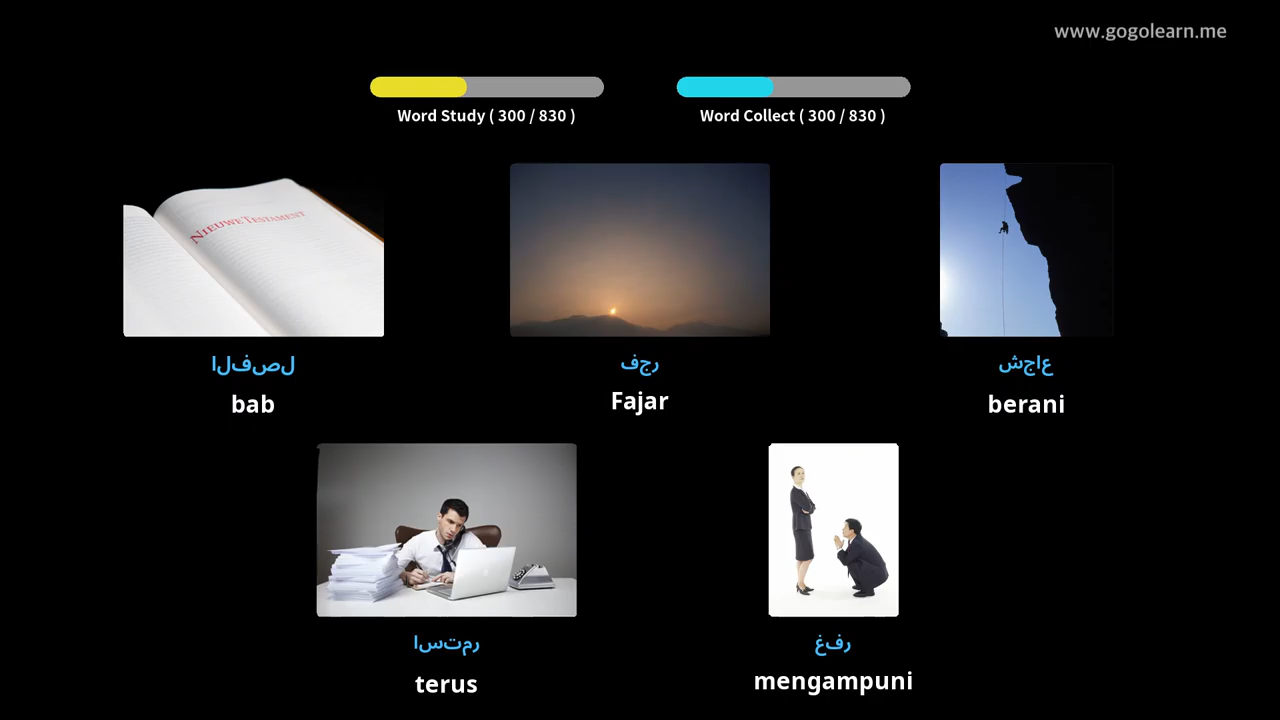 www.gogolearn.me
Word Study ( 300 / 830 )
Word Collect ( 300 / 830 )
NIEUWE TESTAMENT
الفصل
bab
فجر
Fajar
شجاع
berani
استمر
terus
غفر
mengampuni